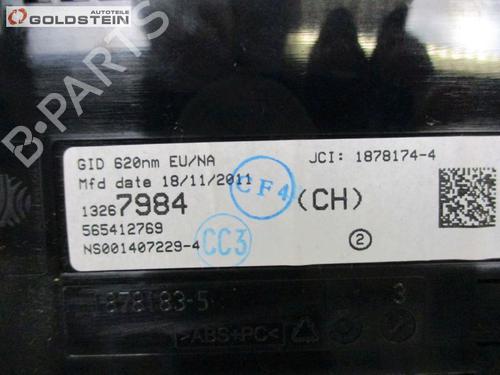 AUTOTEILE
GOLDSTEIN
GID 620nm EU/NA
JCI: 1878174-4
Mfd date 18/11/2011
CF4
13267984
(CH)
565412769
CC3
2
NS001407229-4
1878183-5
3
>ABS+PC<